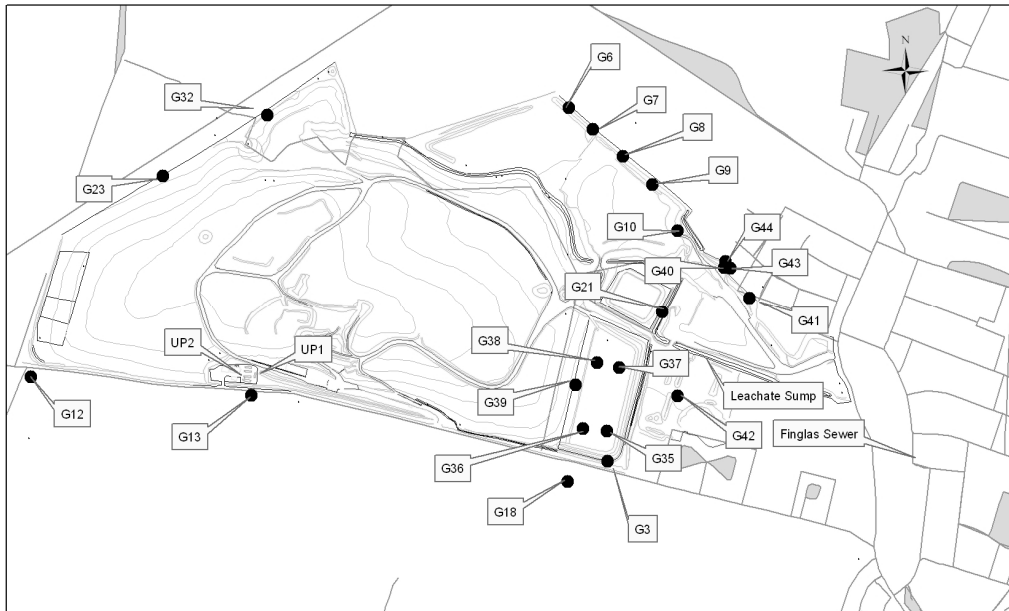 N
G6
G7
G32
G8
G9
G23
G10
G44
G40
G43
G21
G41
G38
UP2
UP1
G37
G39
Leachate Sump
G12
G13
G42
Finglas Sewer
G36
G35
G18
G3